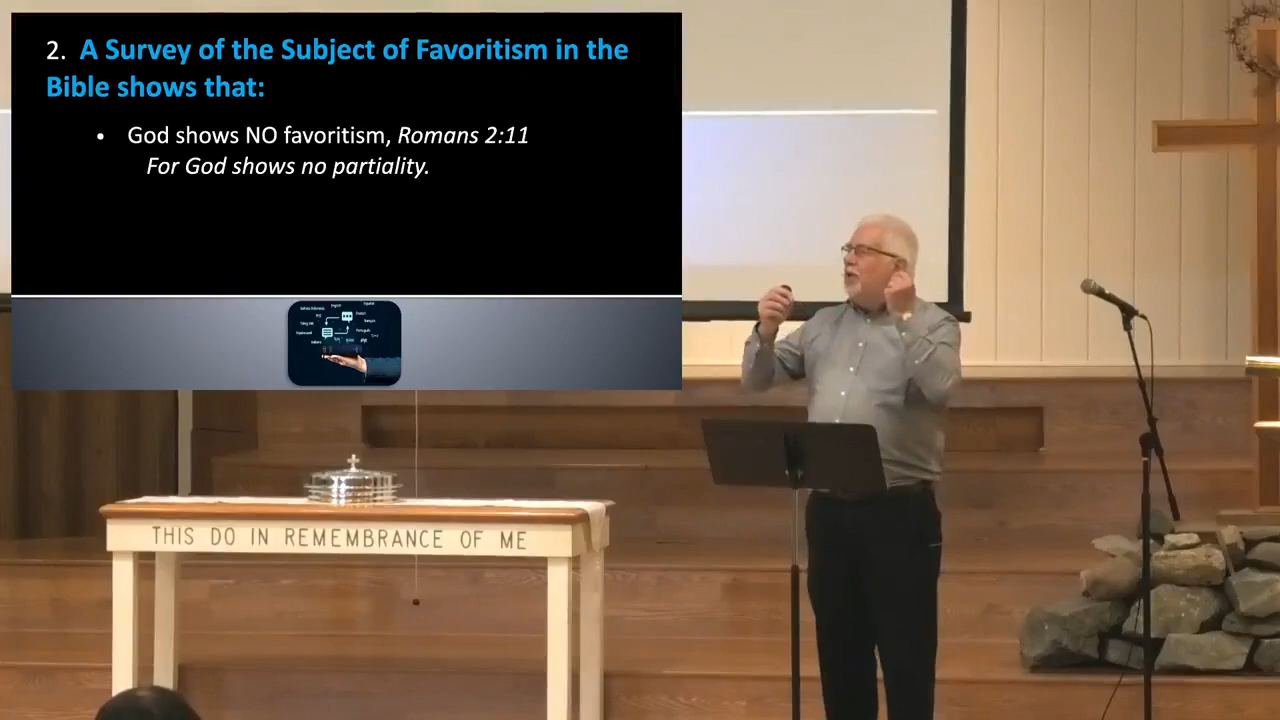 2. A Survey of the Subject of Favoritism in the
Bible shows that:
• God shows NO favoritism, Romans 2:11
For God shows no partiality.
THIS DO IN REMEMBRANCE OF ME